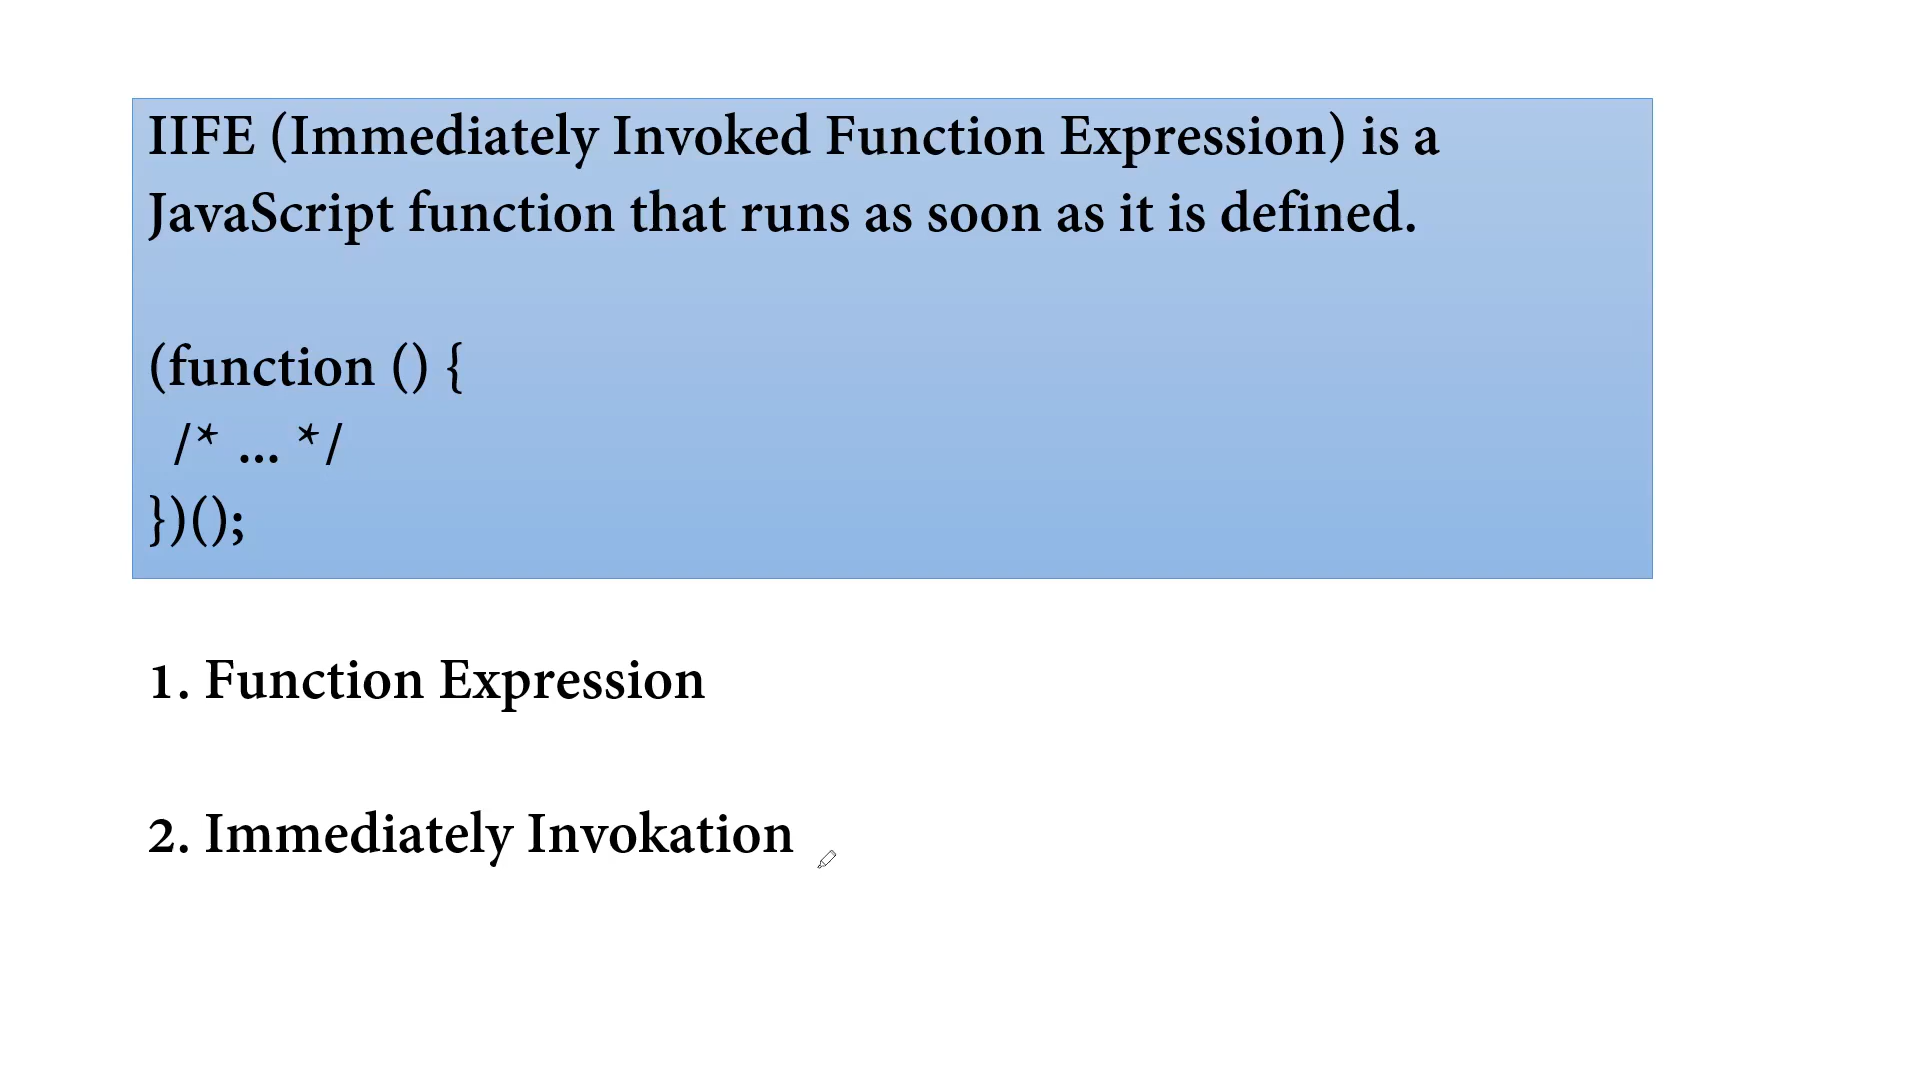 IIFE (Immediately Invoked Function Expression) is a
JavaScript function that runs as soon as it is defined.
(function () {
/* ... */
})();
1. Function Expression
2. Immediately Invokation